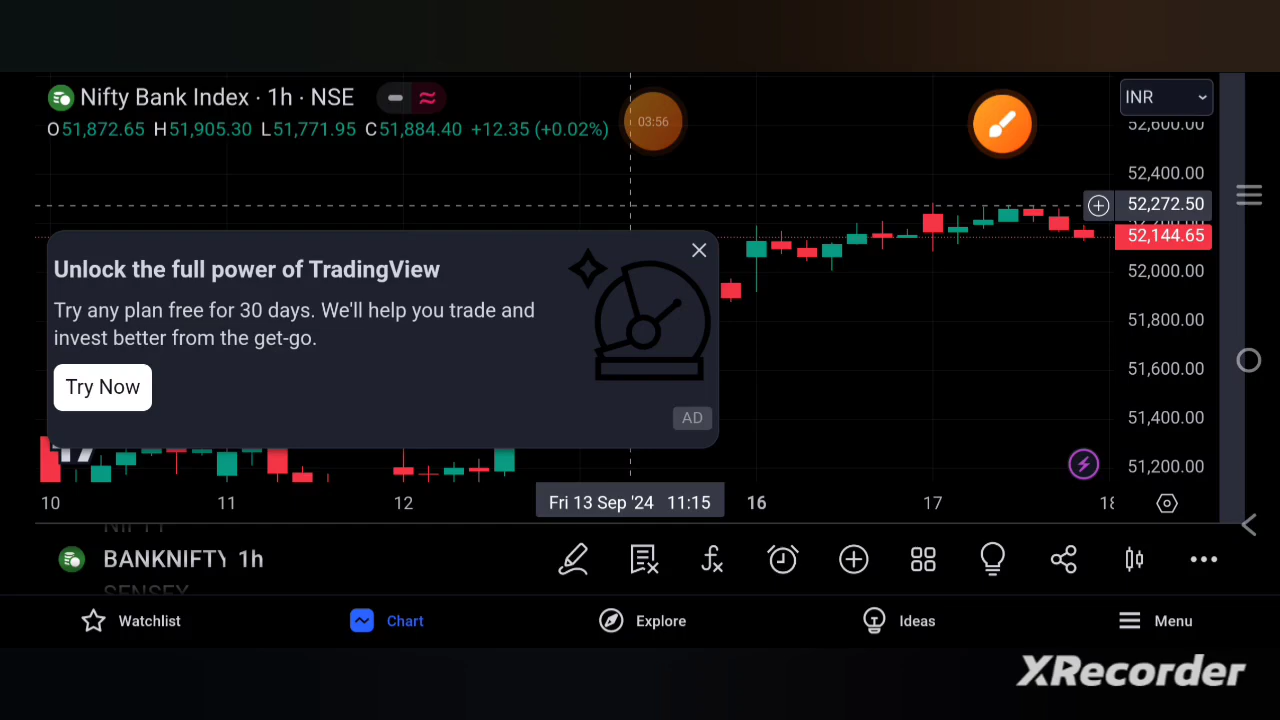 Nifty Bank Index · 1h · NSE
O51,872.65 H51,905.30 L51,771.95 C51,884.40 +12.35 (+0.02%)
03:56
INR
52,600.00
52,400.00
52,272.50
52,144.65
52,000.00
51,800.00
51,600.00
51,400.00
51,200.00
Unlock the full power of TradingView
Try any plan free for 30 days. We'll help you trade and
invest better from the get-go.
Try Now
AD
10 11 12 Fri 13 Sep '24 11:15 16 17 18
NIFTY
BANKNIFTY 1h
SENSEX
Watchlist Chart Explore Ideas Menu
XRecorder